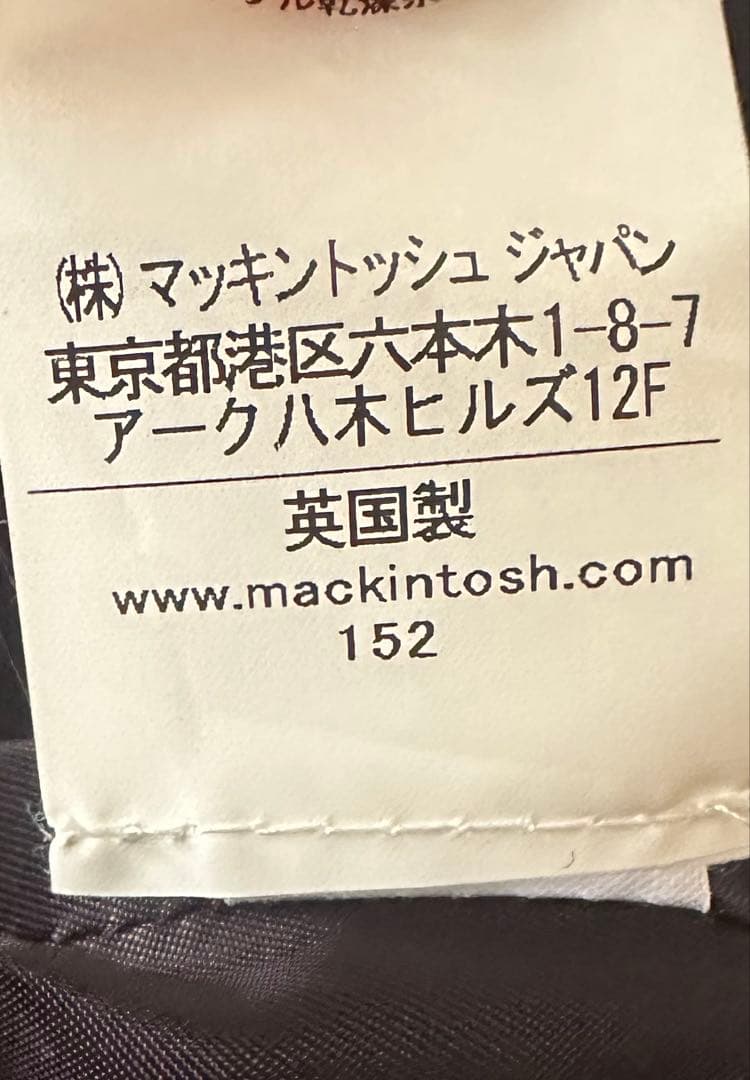 (株)マッキントッシュ ジャパン
東京都港区六本木1-8-7
アーク八木ヒルズ12F
英国製
www.mackintosh.com
152